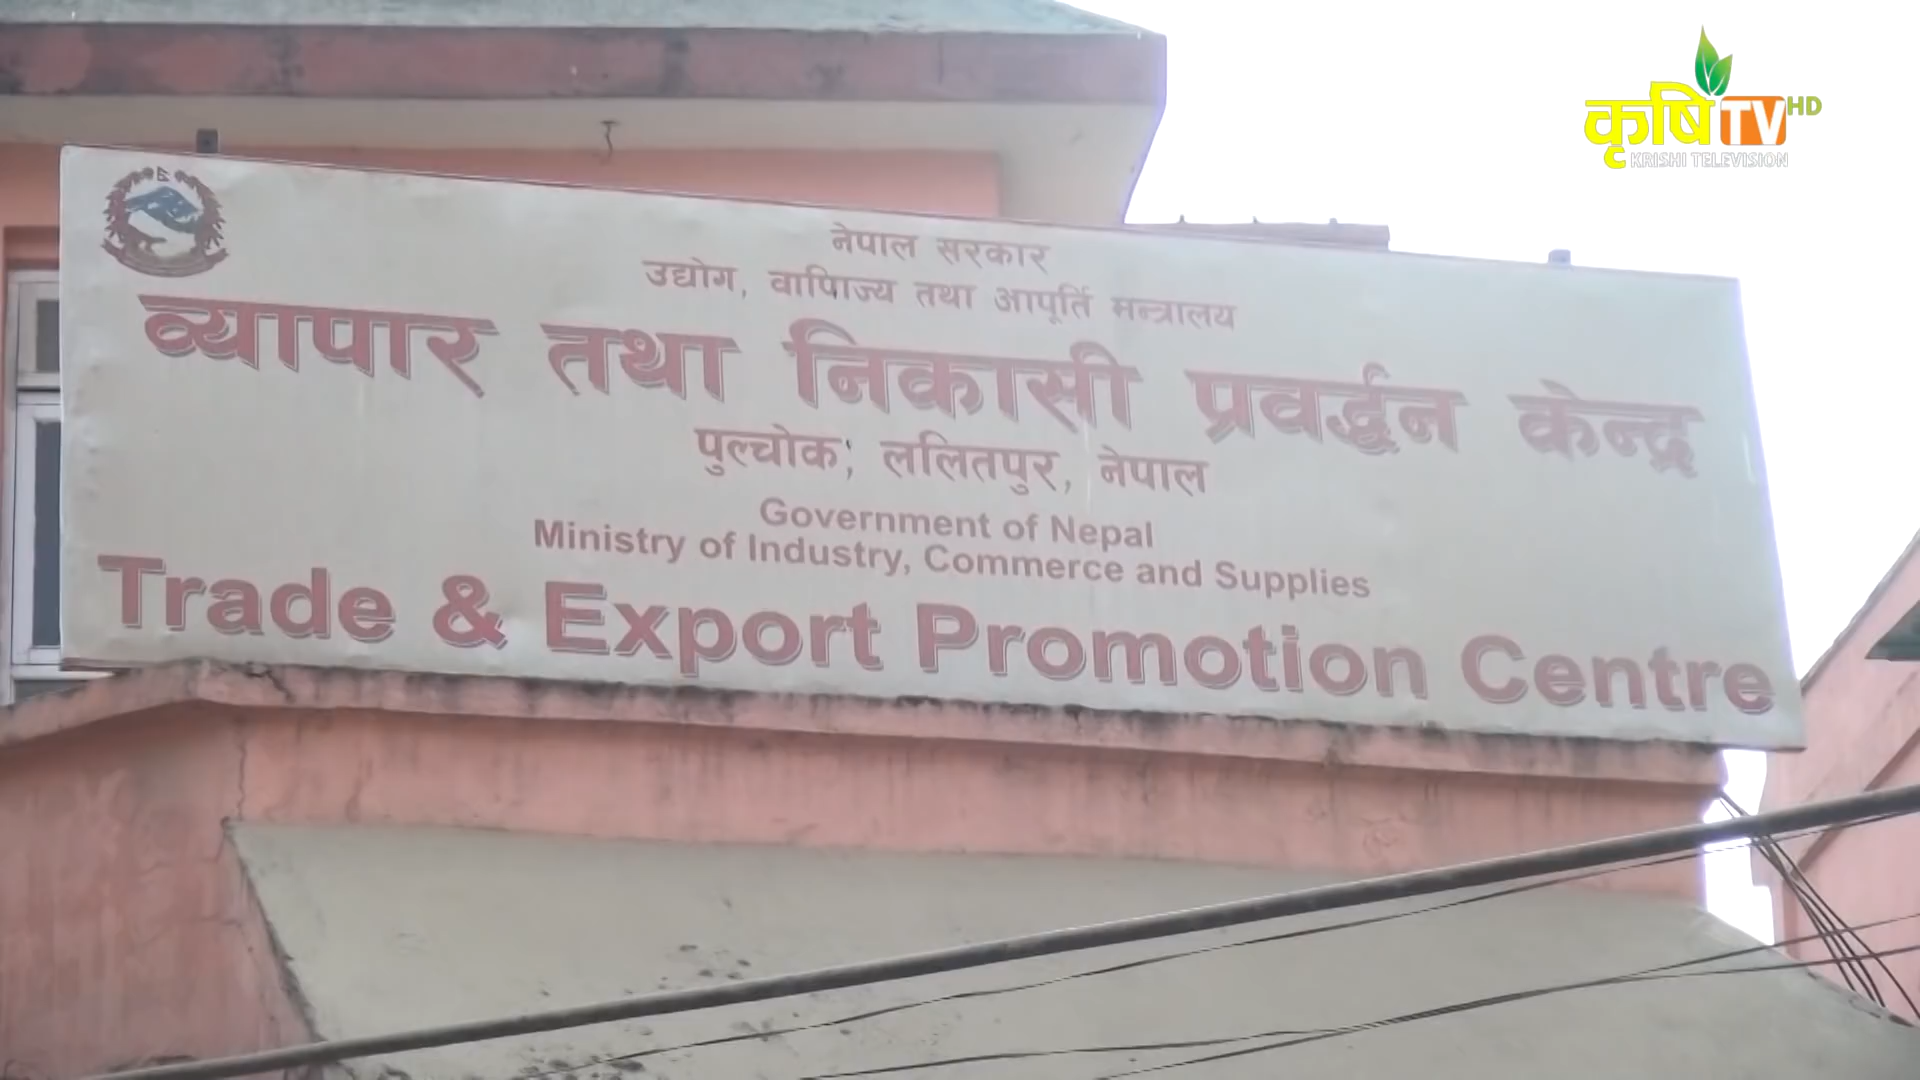 कृषि TV HD
KRISHI TELEVISION
नेपाल सरकार
उद्योग, वाणिज्य तथा आपूर्ति मन्त्रालय
व्यापार तथा निकासी प्रवर्द्धन केन्द्र
पुल्चोक, ललितपुर, नेपाल
Government of Nepal
Ministry of Industry, Commerce and Supplies
Trade & Export Promotion Centre